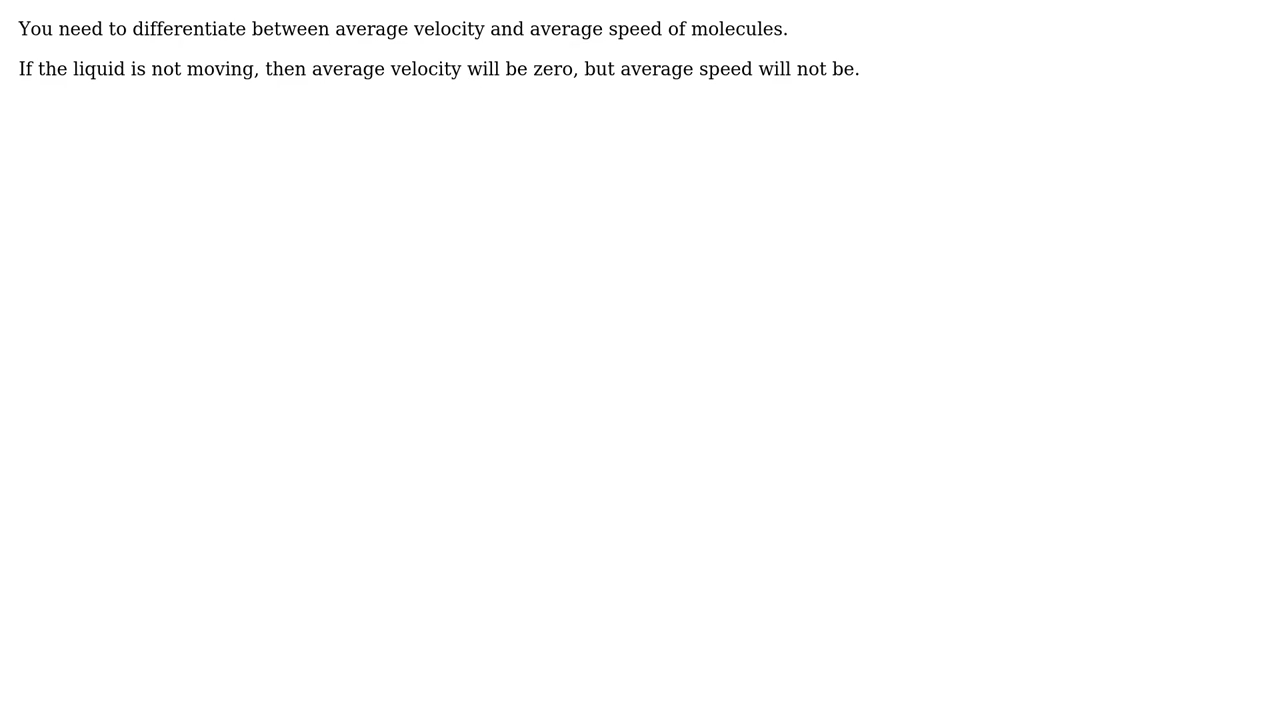 You need to differentiate between average velocity and average speed of molecules.
If the liquid is not moving, then average velocity will be zero, but average speed will not be.